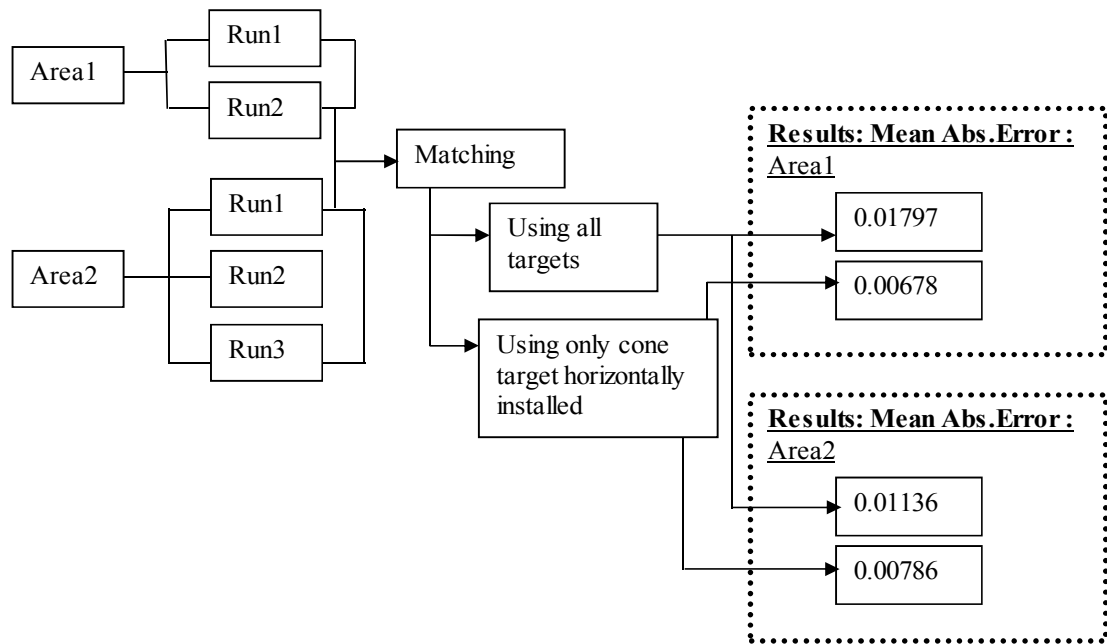 Area1
Run1
Run2
Area2
Run1
Run2
Run3
Matching
Using all
targets
Using only cone
target horizontally
installed
Results: Mean Abs.Error :
Area1
0.01797
0.00678
Results: Mean Abs.Error :
Area2
0.01136
0.00786